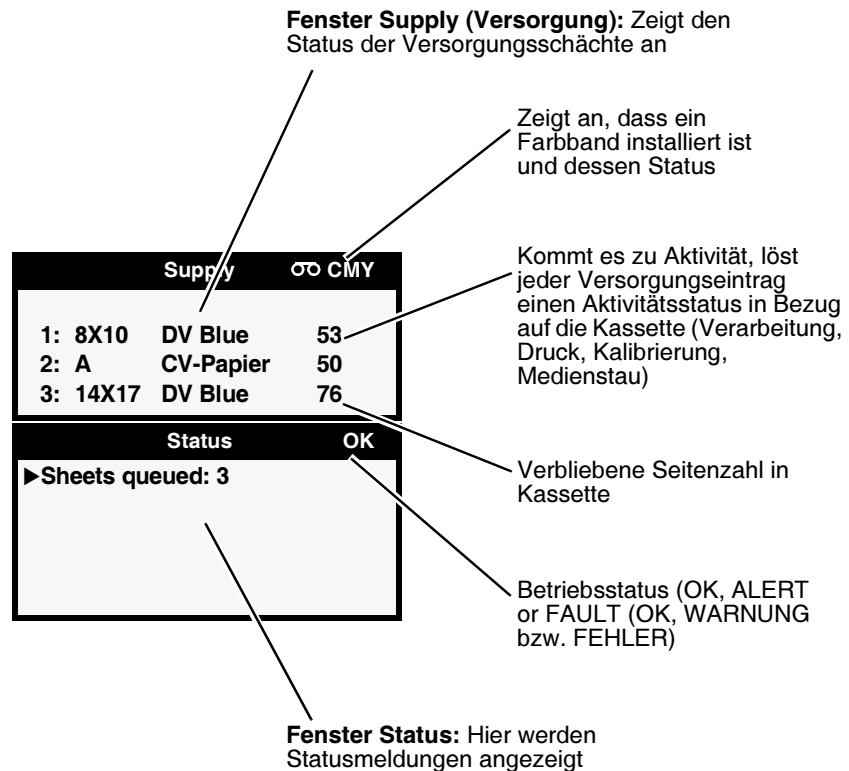 Fenster Supply (Versorgung): Zeigt den
Status der Versorgungsschächte an
Zeigt an, dass ein
Farbband installiert ist
und dessen Status
Supply CMY
Kommt es zu Aktivität, löst
jeder Versorgungseintrag
einen Aktivitätsstatus in Bezug
auf die Kassette (Verarbeitung,
Druck, Kalibrierung,
Medienstau)
1: 8X10 DV Blue 53
2: A CV-Papier 50
3: 14X17 DV Blue 76
Status OK
▶Sheets queued: 3
Verbliebene Seitenzahl in
Kassette
Betriebsstatus (OK, ALERT
or FAULT (OK, WARNUNG
bzw. FEHLER)
Fenster Status: Hier werden
Statusmeldungen angezeigt